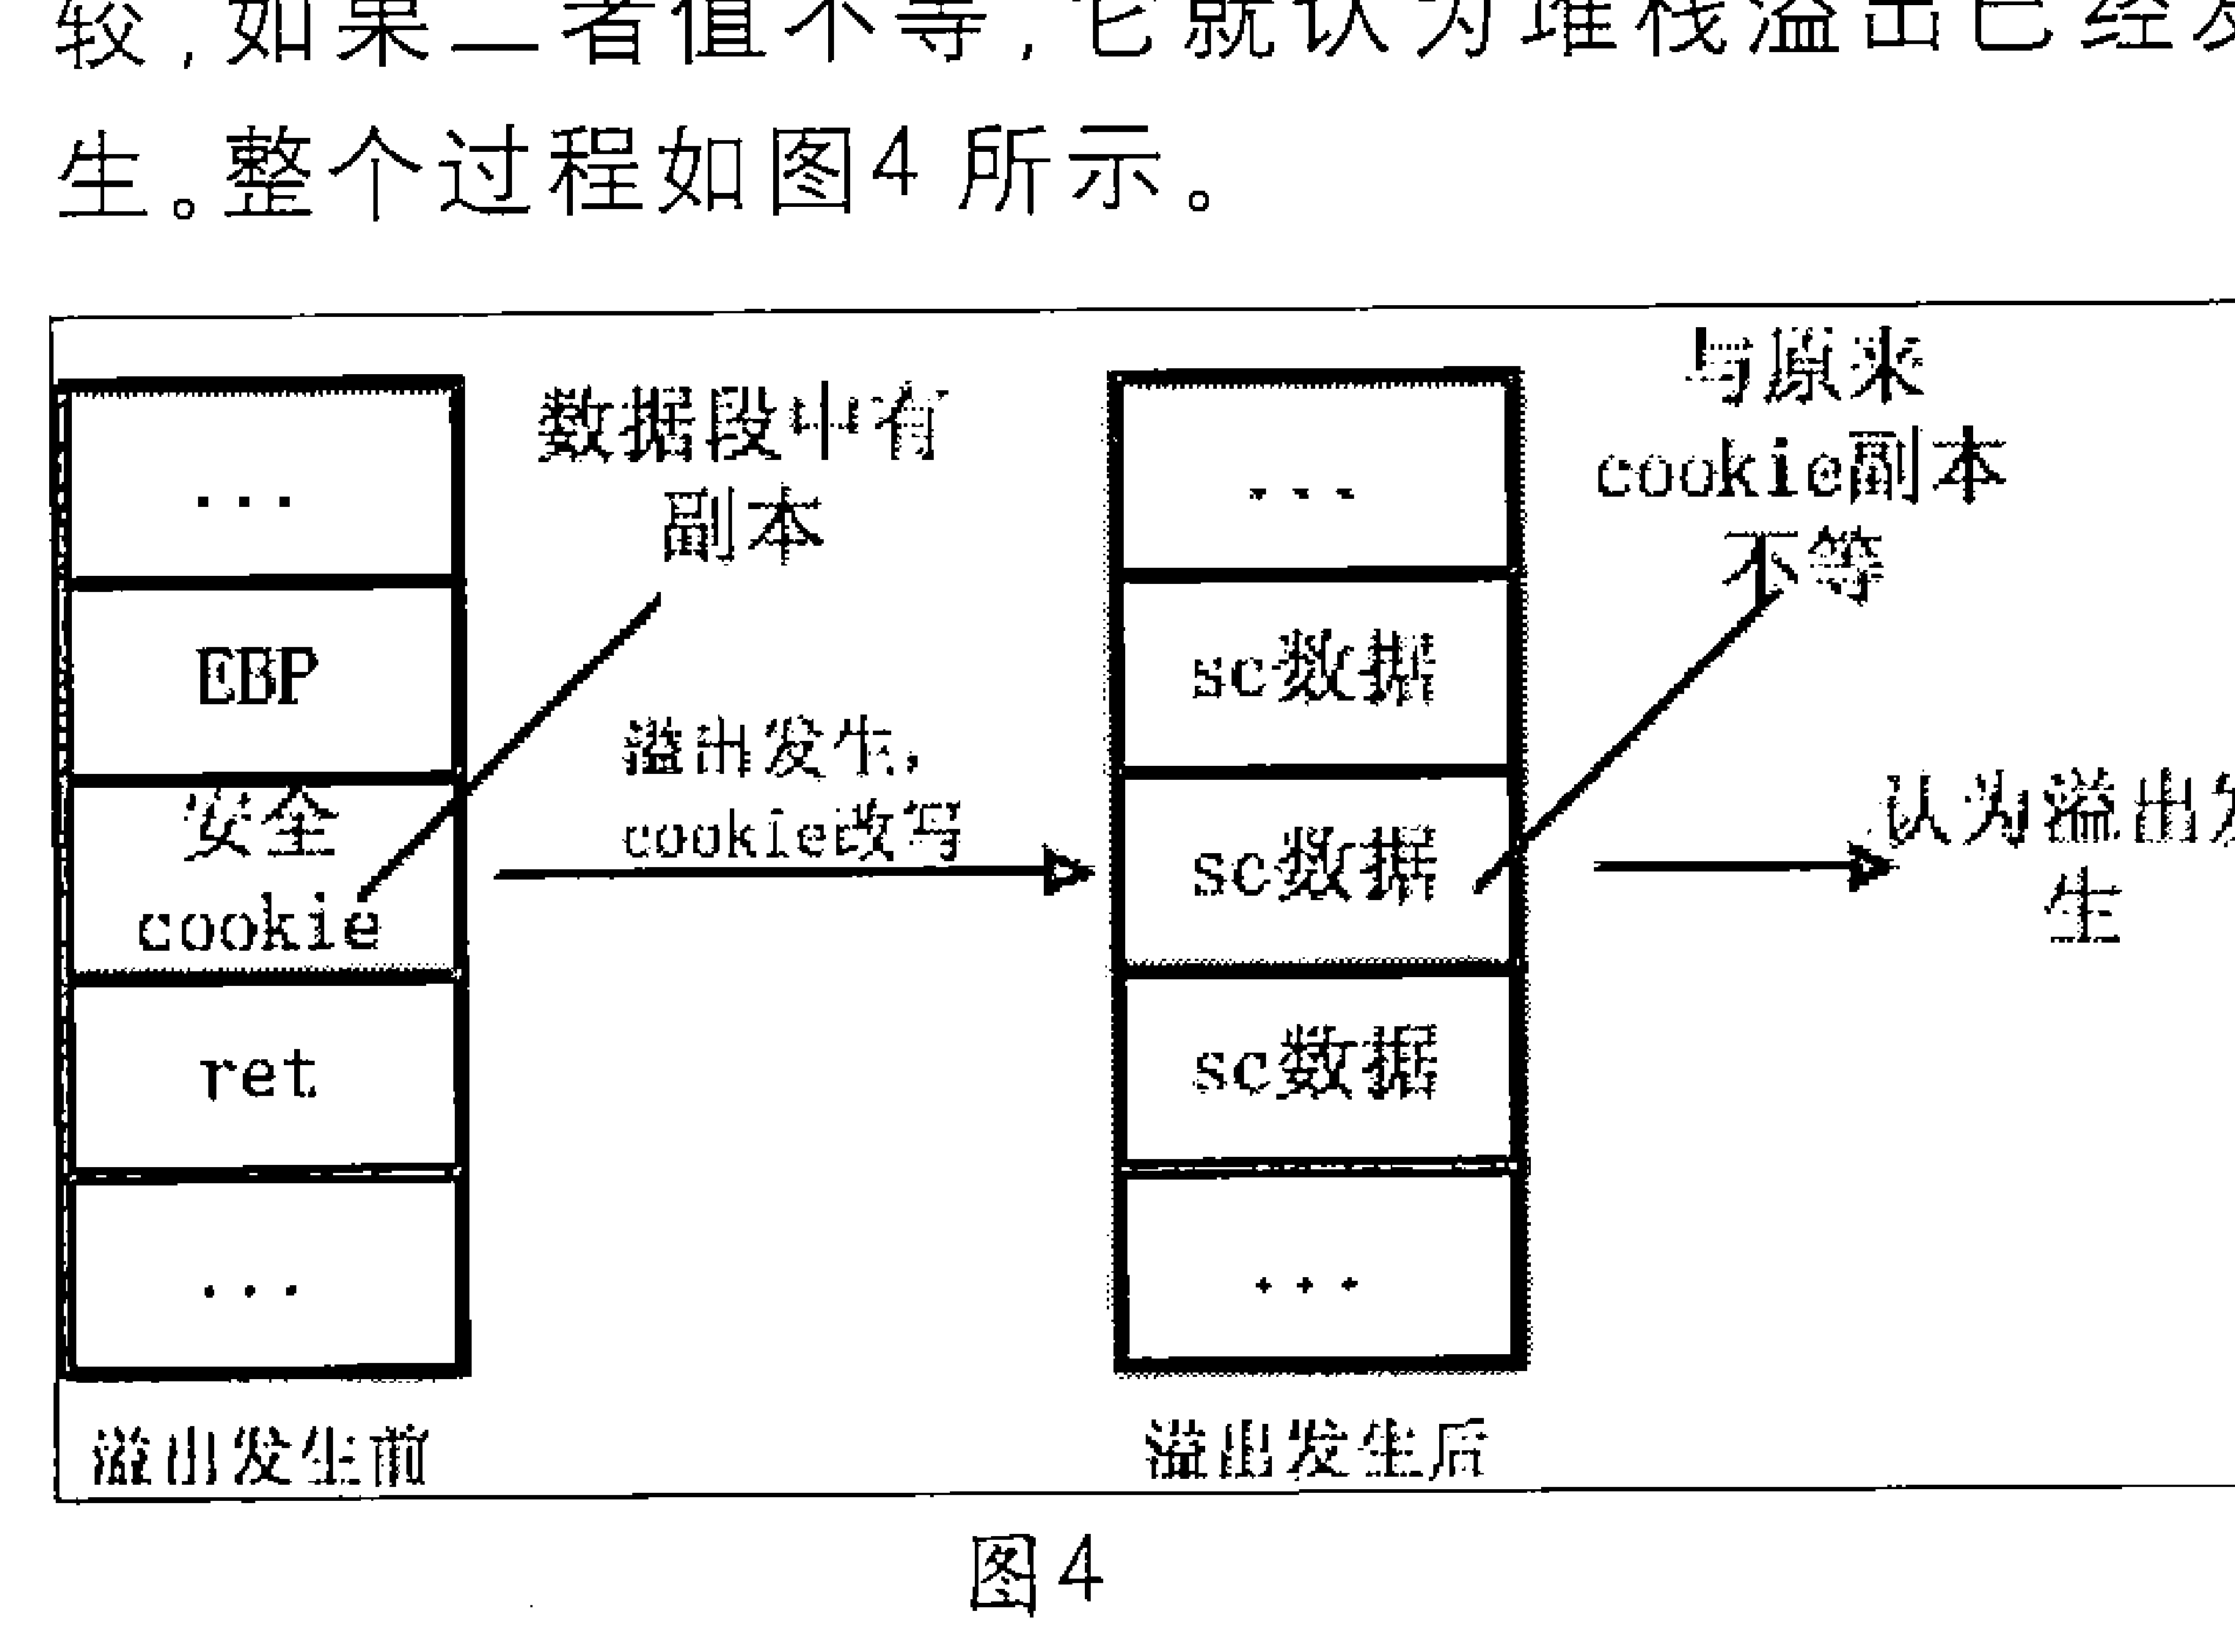 较,如果二者值不等,它就认为堆栈溢出已经发
生。整个过程如图4 所示。
...
EBP
安全
cookie
ret
...
溢出发生前
数据段中有
副本
溢出发生,
cookie改写
...
sc数据
sc数据
sc数据
...
溢出发生后
与原来
cookie副本
不等
认为溢出发
生
图4